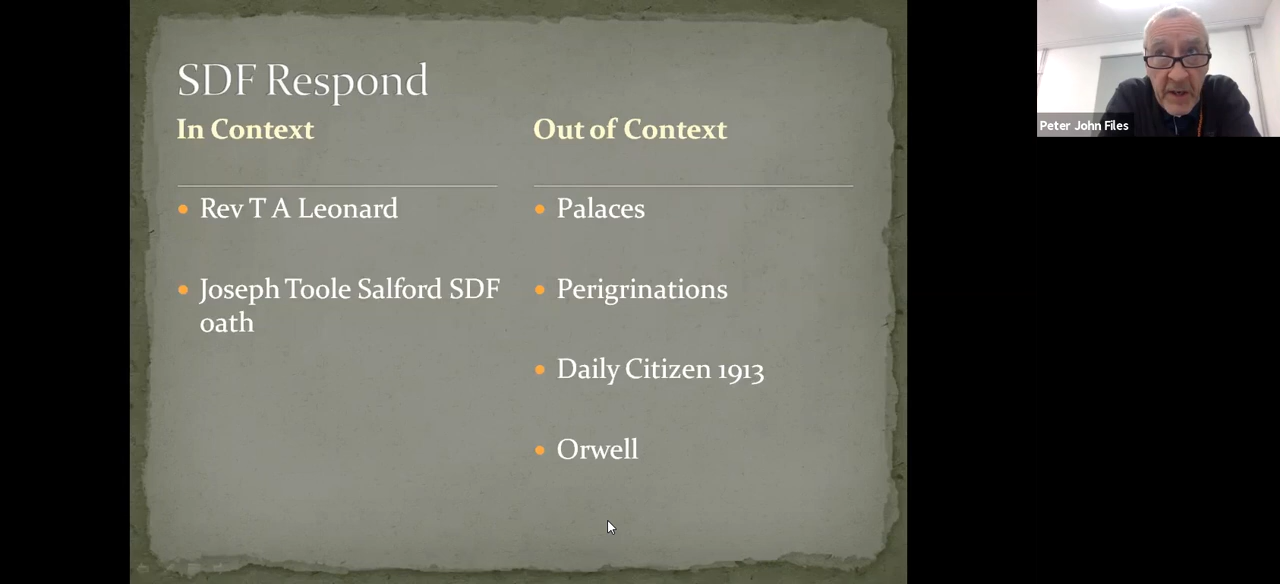 SDF Respond
In Context
Rev T A Leonard
Joseph Toole Salford SDF
oath
Out of Context
Palaces
Perigrinations
Daily Citizen 1913
Orwell
Peter John Files